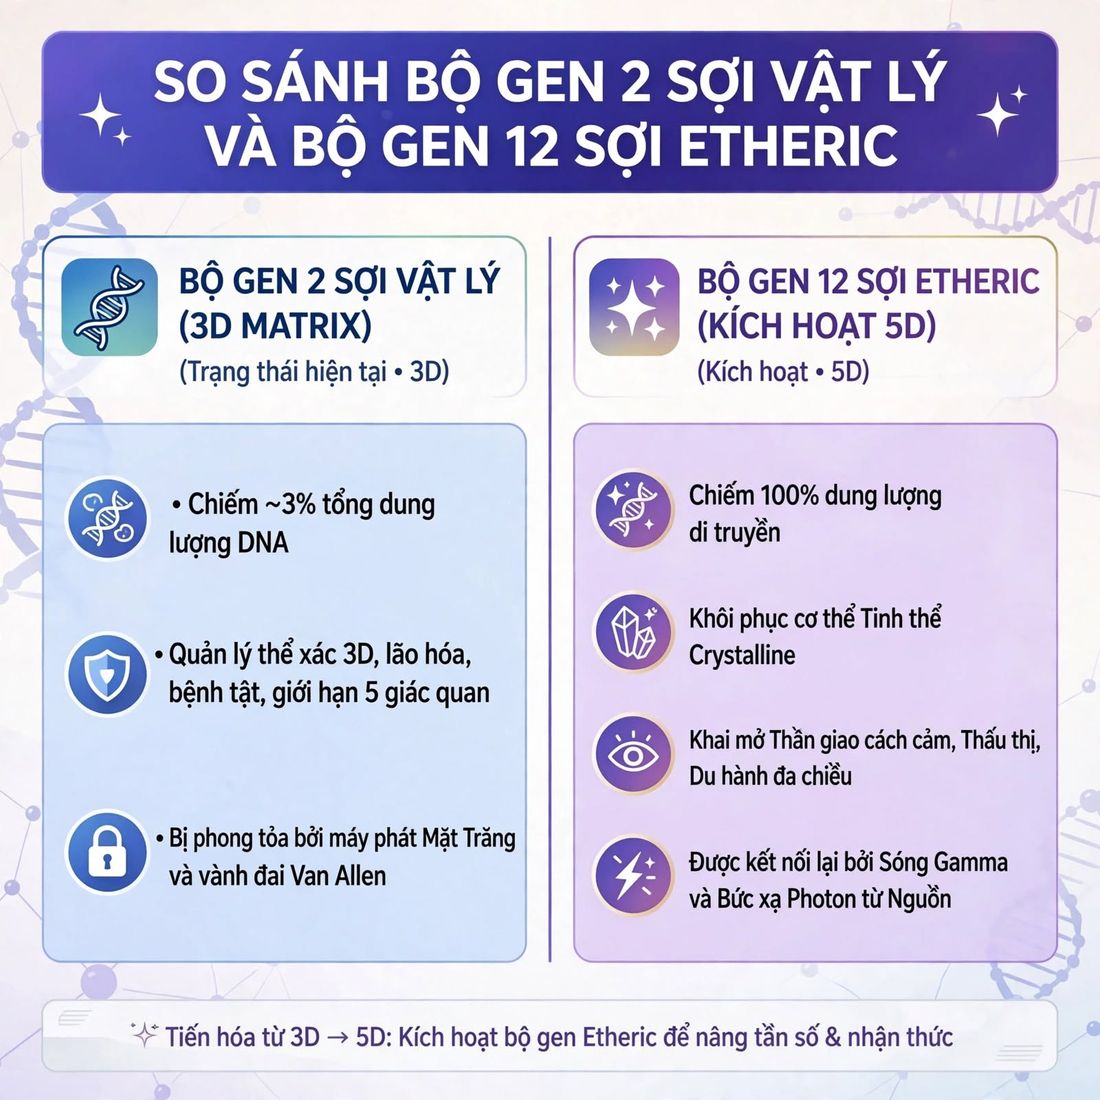 SO SÁNH BỘ GEN 2 SỢI VẬT LÝ
VÀ BỘ GEN 12 SỢI ETHERIC
BỘ GEN 2 SỢI VẬT LÝ
(3D MATRIX)
(Trạng thái hiện tại • 3D)
• Chiếm ~3% tổng dung
lượng DNA
• Quản lý thể xác 3D, lão hóa,
bệnh tật, giới hạn 5 giác quan
• Bị phong tỏa bởi máy phát Mặt Trăng
và vành đai Van Allen
BỘ GEN 12 SỢI ETHERIC
(KÍCH HOẠT 5D)
(Kích hoạt • 5D)
Chiếm 100% dung lượng
di truyền
Khôi phục cơ thể Tinh thể
Crystalline
Khai mở Thần giao cách cảm, Thấu thị,
Du hành đa chiều
Được kết nối lại bởi Sóng Gamma
và Bức xạ Photon từ Nguồn
Tiến hóa từ 3D → 5D: Kích hoạt bộ gen Etheric để nâng tần số & nhận thức